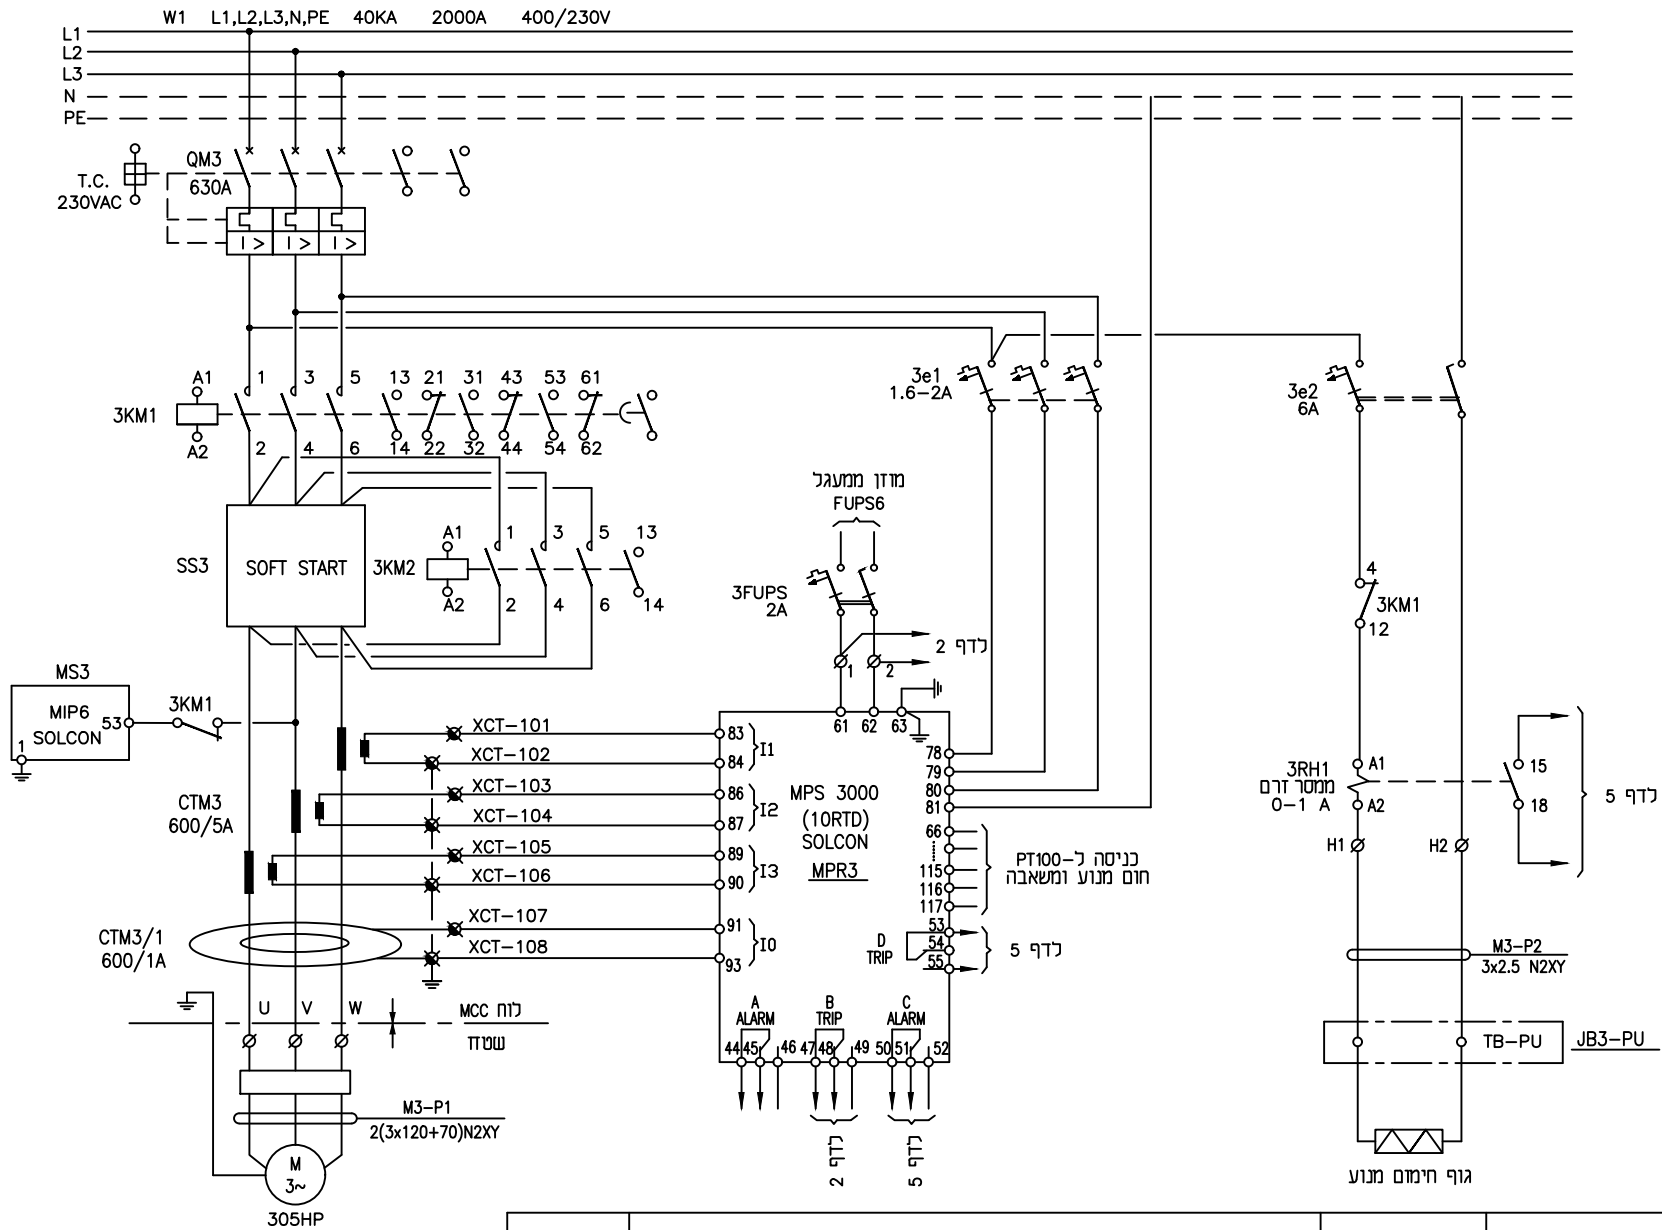 W1 L1,L2,L3,N,PE 40KA 2000A 400/230V
L1
L2
L3
N
PE
QM3
630A
T.C.
230VAC
I > I > I >
A1 1 3 5 13 21 31 43 53 61
3KM1
A2 2 4 6 14 22 32 44 54 62
3e1
1.6-2A
3e2
6A
מוזן ממעגל
FUPS6
SS3
SOFT START
3KM2
A1 1 3 5 13
A2 2 4 6 14
3FUPS
2A
4
3KM1
12
לדף 2
1 2
MS3
MIP6
SOLCON
53
1
3KM1
61 62 63
XCT-101
XCT-102
XCT-103
XCT-104
XCT-105
XCT-106
XCT-107
XCT-108
83
84
I1
86
87
I2
89
90
I3
91
93
I0
CTM3
600/5A
CTM3/1
600/1A
MPS 3000
(10RTD)
SOLCON
MPR3
78
79
80
81
66
115
116
117
כניסה ל-PT100
חום מנוע ומשאבה
53
54
55
D
TRIP
לדף 5
3RH1
ממסר זרם
0-1 A
A1
A2
15
18
לדף 5
H1 H2
A
ALARM
B
TRIP
C
ALARM
44 45 46 47 48 49 50 51 52
לדף 2
לדף 5
U V W
לוח MCC
שטח
M3-P1
2(3x120+70)N2XY
M
3~
305HP
M3-P2
3x2.5 N2XY
TB-PU
JB3-PU
גוף חימום מנוע